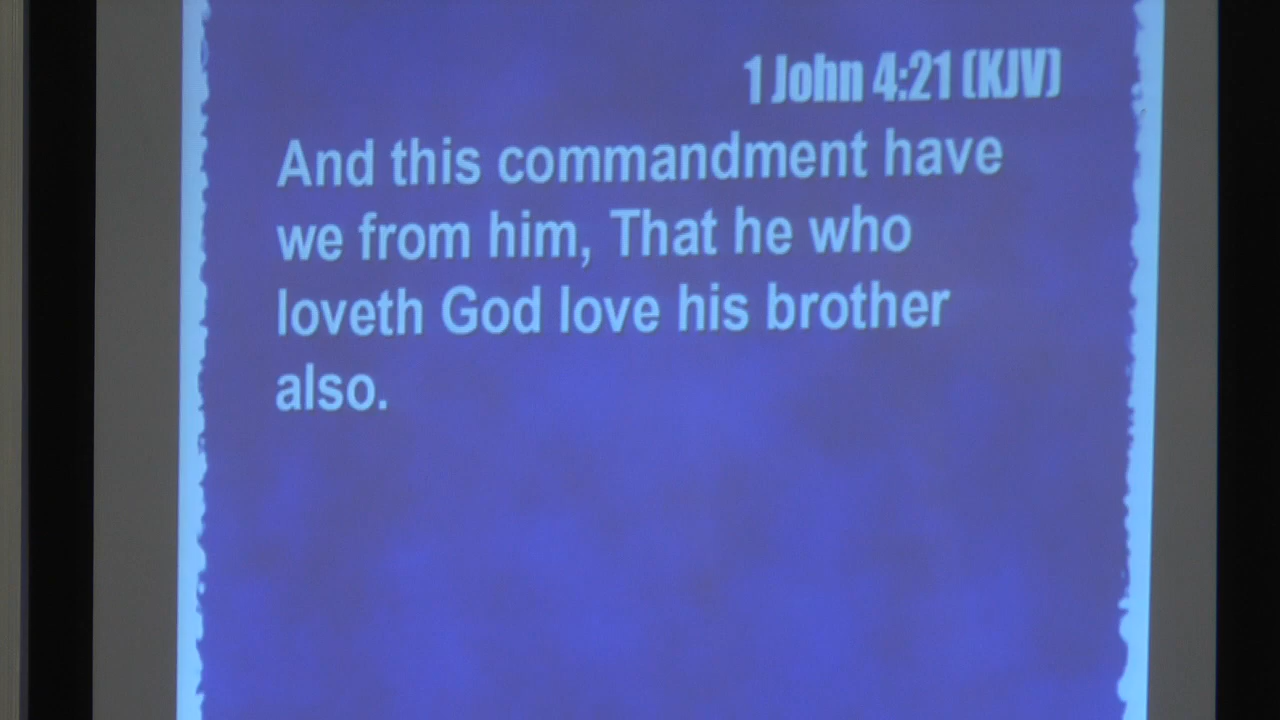 1 John 4:21 (KJV)
And this commandment have
we from him, That he who
loveth God love his brother
also.